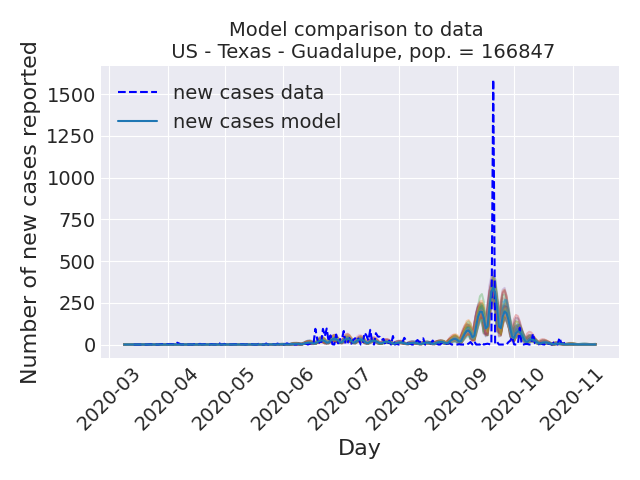 Model comparison to data
US - Texas - Guadalupe, pop. = 166847
Number of new cases reported
1500
1250
1000
750
500
250
0
new cases data
new cases model
2020-03
2020-04
2020-05
2020-06
2020-07
2020-08
2020-09
2020-10
2020-11
Day